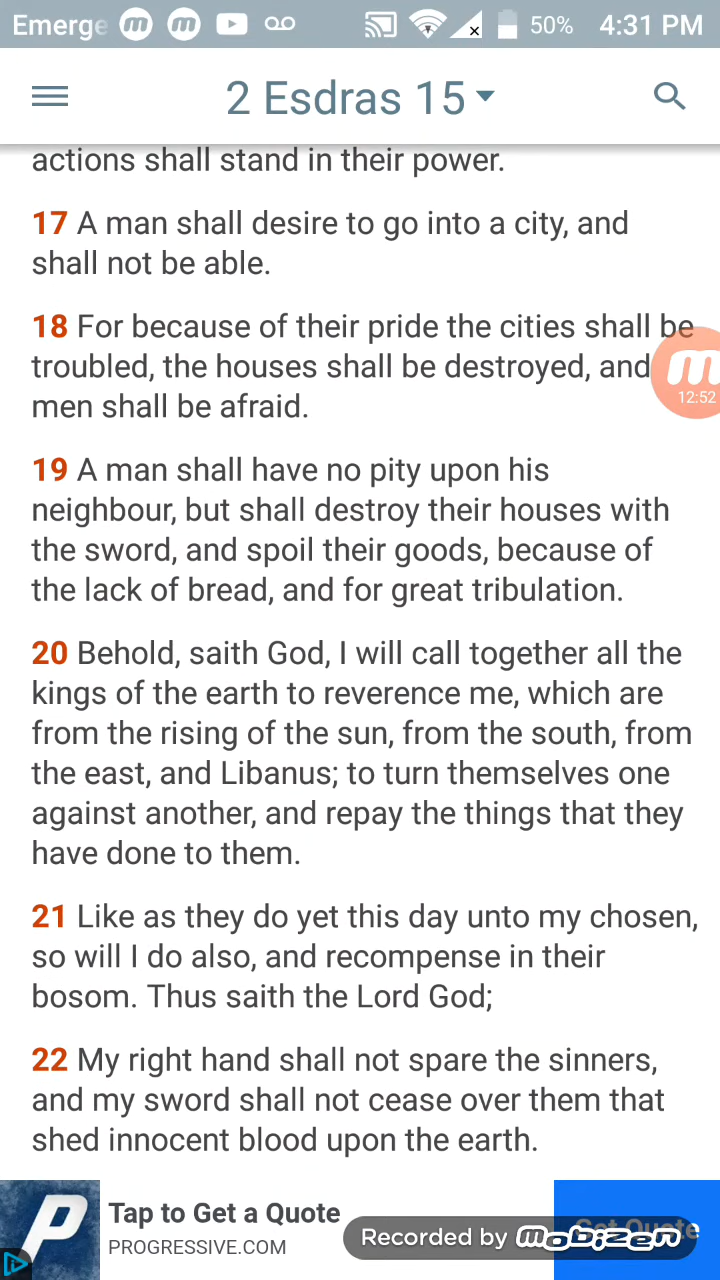 Emerge
50% 4:31 PM
2 Esdras 15
actions shall stand in their power.
17 A man shall desire to go into a city, and
shall not be able.
18 For because of their pride the cities shall be
troubled, the houses shall be destroyed, and
men shall be afraid.
12:52
19 A man shall have no pity upon his
neighbour, but shall destroy their houses with
the sword, and spoil their goods, because of
the lack of bread, and for great tribulation.
20 Behold, saith God, I will call together all the
kings of the earth to reverence me, which are
from the rising of the sun, from the south, from
the east, and Libanus; to turn themselves one
against another, and repay the things that they
have done to them.
21 Like as they do yet this day unto my chosen,
so will I do also, and recompense in their
bosom. Thus saith the Lord God;
22 My right hand shall not spare the sinners,
and my sword shall not cease over them that
shed innocent blood upon the earth.
Tap to Get a Quote
PROGRESSIVE.COM
Get Quote
Recorded by mobizen